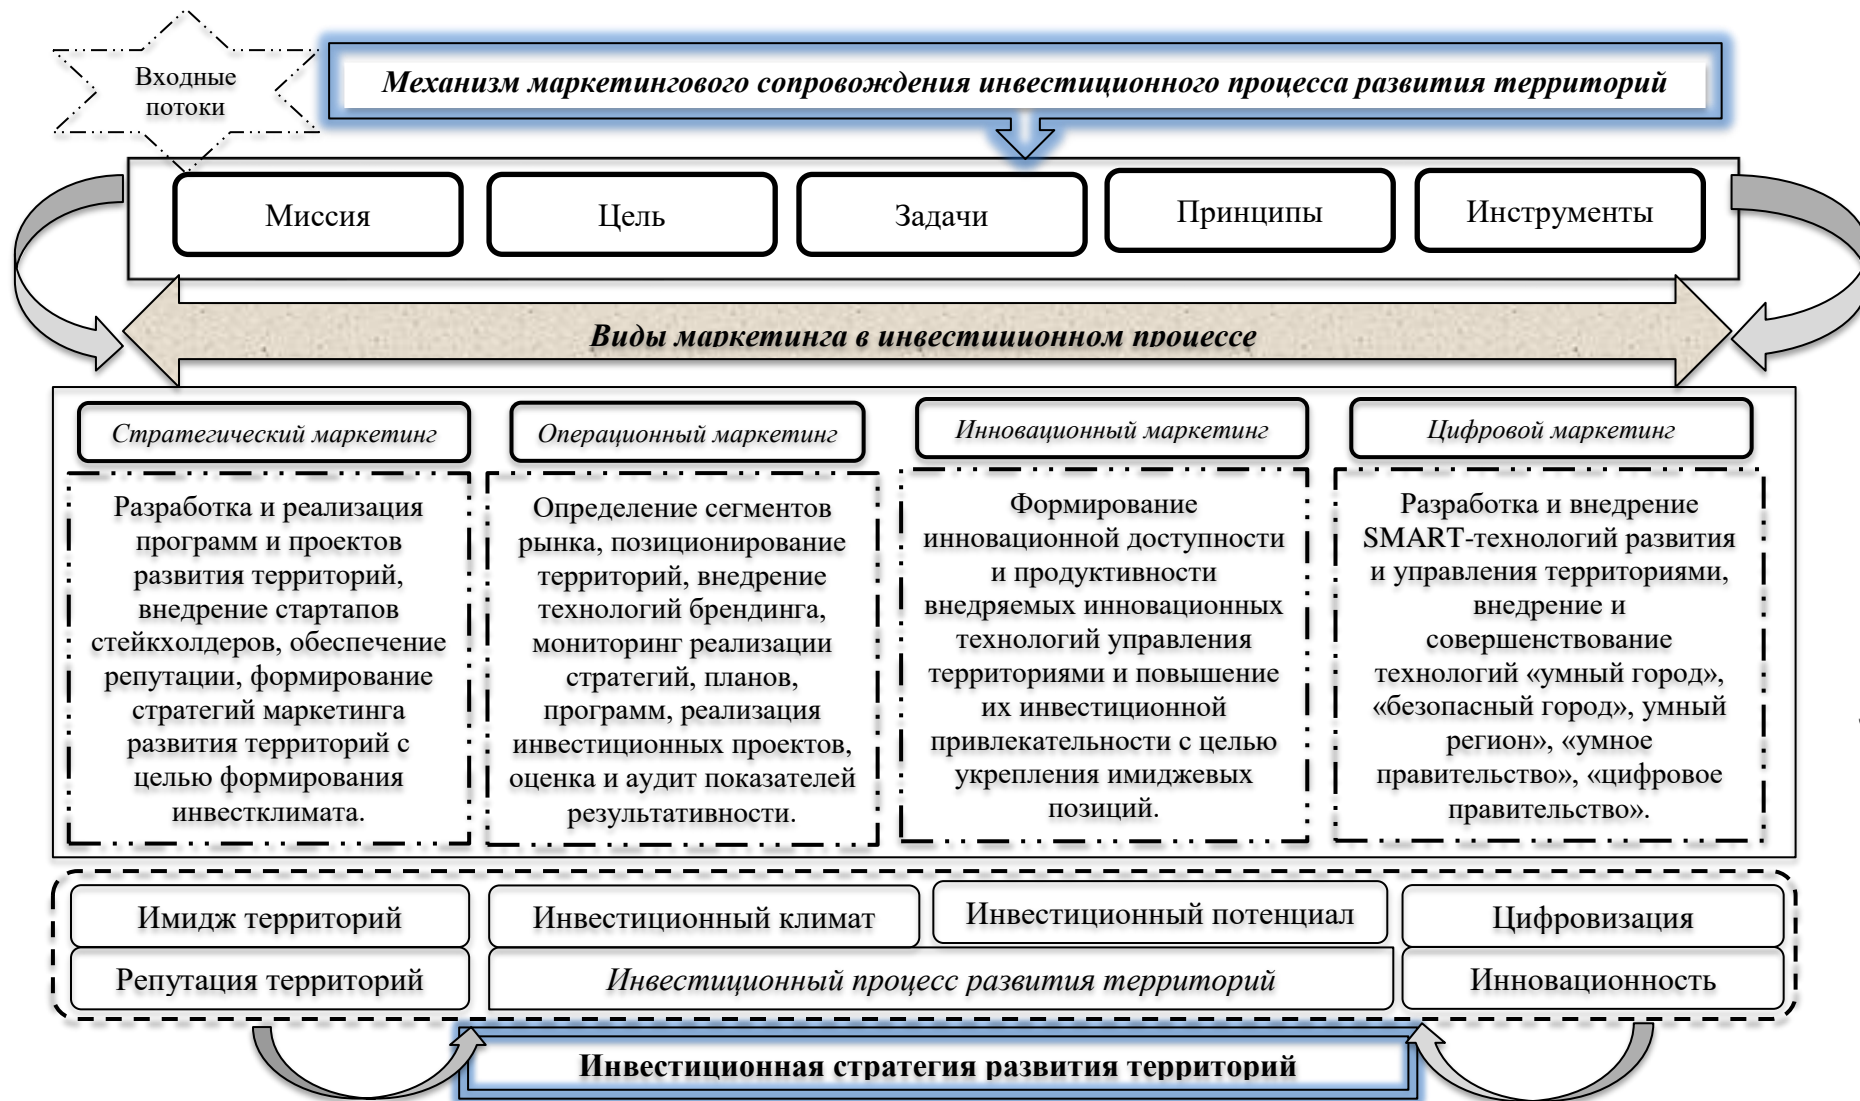 Входные
потоки
Механизм маркетингового сопровождения инвестиционного процесса развития территорий
Миссия
Цель
Задачи
Принципы
Инструменты
Виды маркетинга в инвестиционном процессе
Стратегический маркетинг
Операционный маркетинг
Инновационный маркетинг
Цифровой маркетинг
Разработка и реализация
программ и проектов
развития территорий,
внедрение стартапов
стейкхолдеров, обеспечение
репутации, формирование
стратегий маркетинга
развития территорий с
целью формирования
инвестклимата.
Определение сегментов
рынка, позиционирование
территорий, внедрение
технологий брендинга,
мониторинг реализации
стратегий, планов,
программ, реализация
инвестиционных проектов,
оценка и аудит показателей
результативности.
Формирование
инновационной доступности
и продуктивности
внедряемых инновационных
технологий управления
территориями и повышение
их инвестиционной
привлекательности с целью
укрепления имиджевых
позиций.
Разработка и внедрение
SMART-технологий развития
и управления территориями,
внедрение и
совершенствование
технологий «умный город»,
«безопасный город», умный
регион», «умное
правительство», «цифровое
правительство».
Имидж территорий
Инвестиционный климат
Инвестиционный потенциал
Цифровизация
Репутация территорий
Инвестиционный процесс развития территорий
Инновационность
Инвестиционная стратегия развития территорий